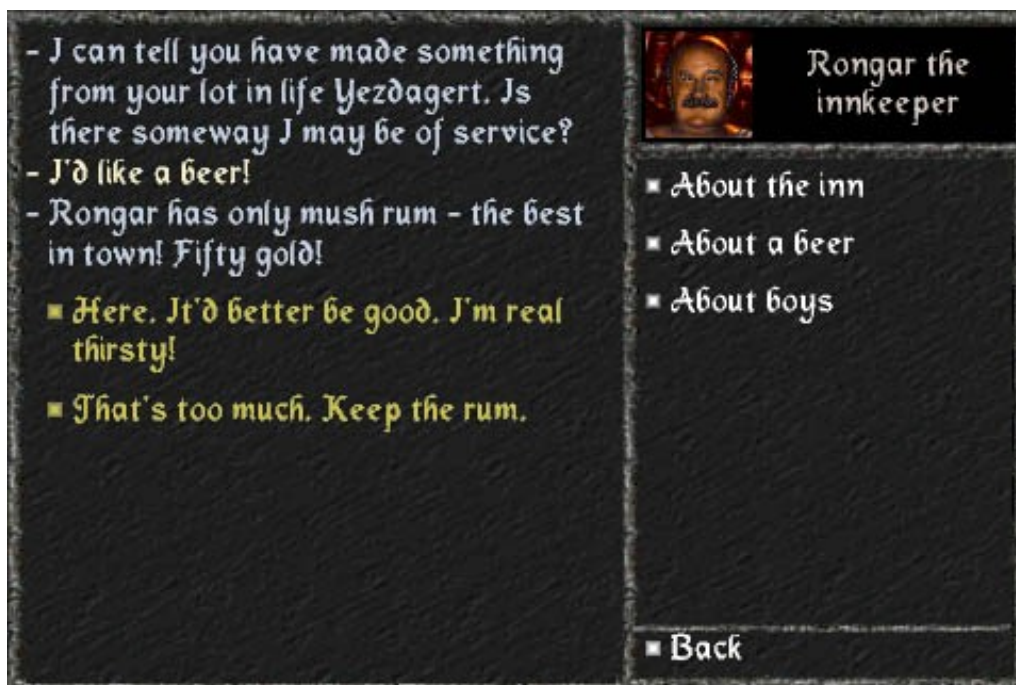 - I can tell you have made something
from your lot in life Yezdagert. Is
there someway I may be of service?
- I'd like a beer!
- Rongar has only mush rum - the best
in town! Fifty gold!
Here. It'd better be good. I'm real
thirsty!
That's too much. Keep the rum.
Rongar the
innkeeper
About the inn
About a beer
About boys
Back